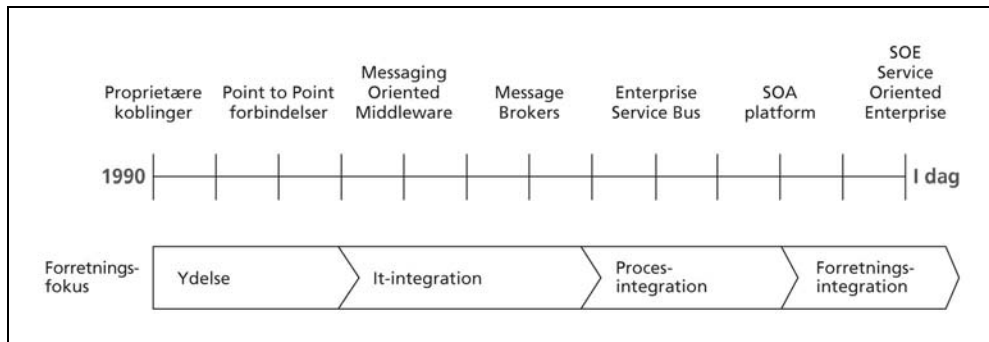 Proprietære
koblinger
Point to Point
forbindelser
Messaging
Oriented
Middleware
Message
Brokers
Enterprise
Service Bus
SOA
platform
SOE
Service
Oriented
Enterprise
1990
I dag
Forretnings-
fokus
Ydelse
It-integration
Proces-
integration
Forretnings-
integration